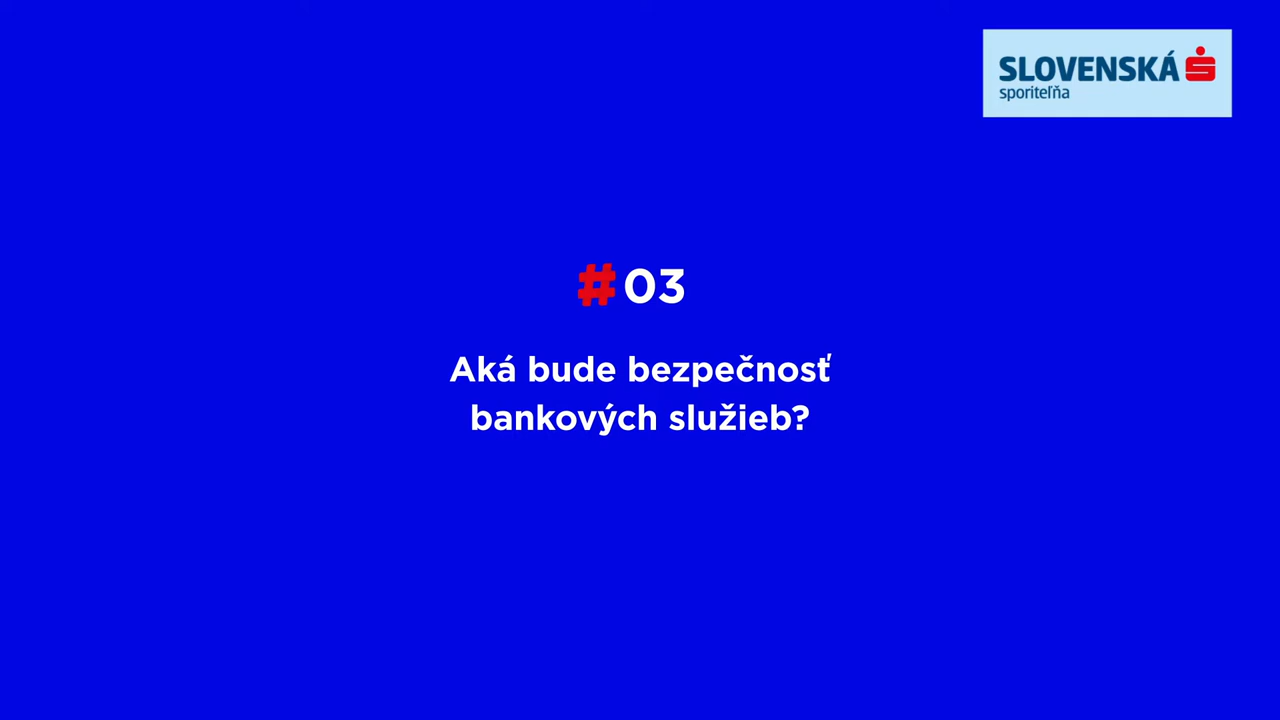 SLOVENSKÁ
sporiteľňa
#03
Aká bude bezpečnosť
bankových služieb?